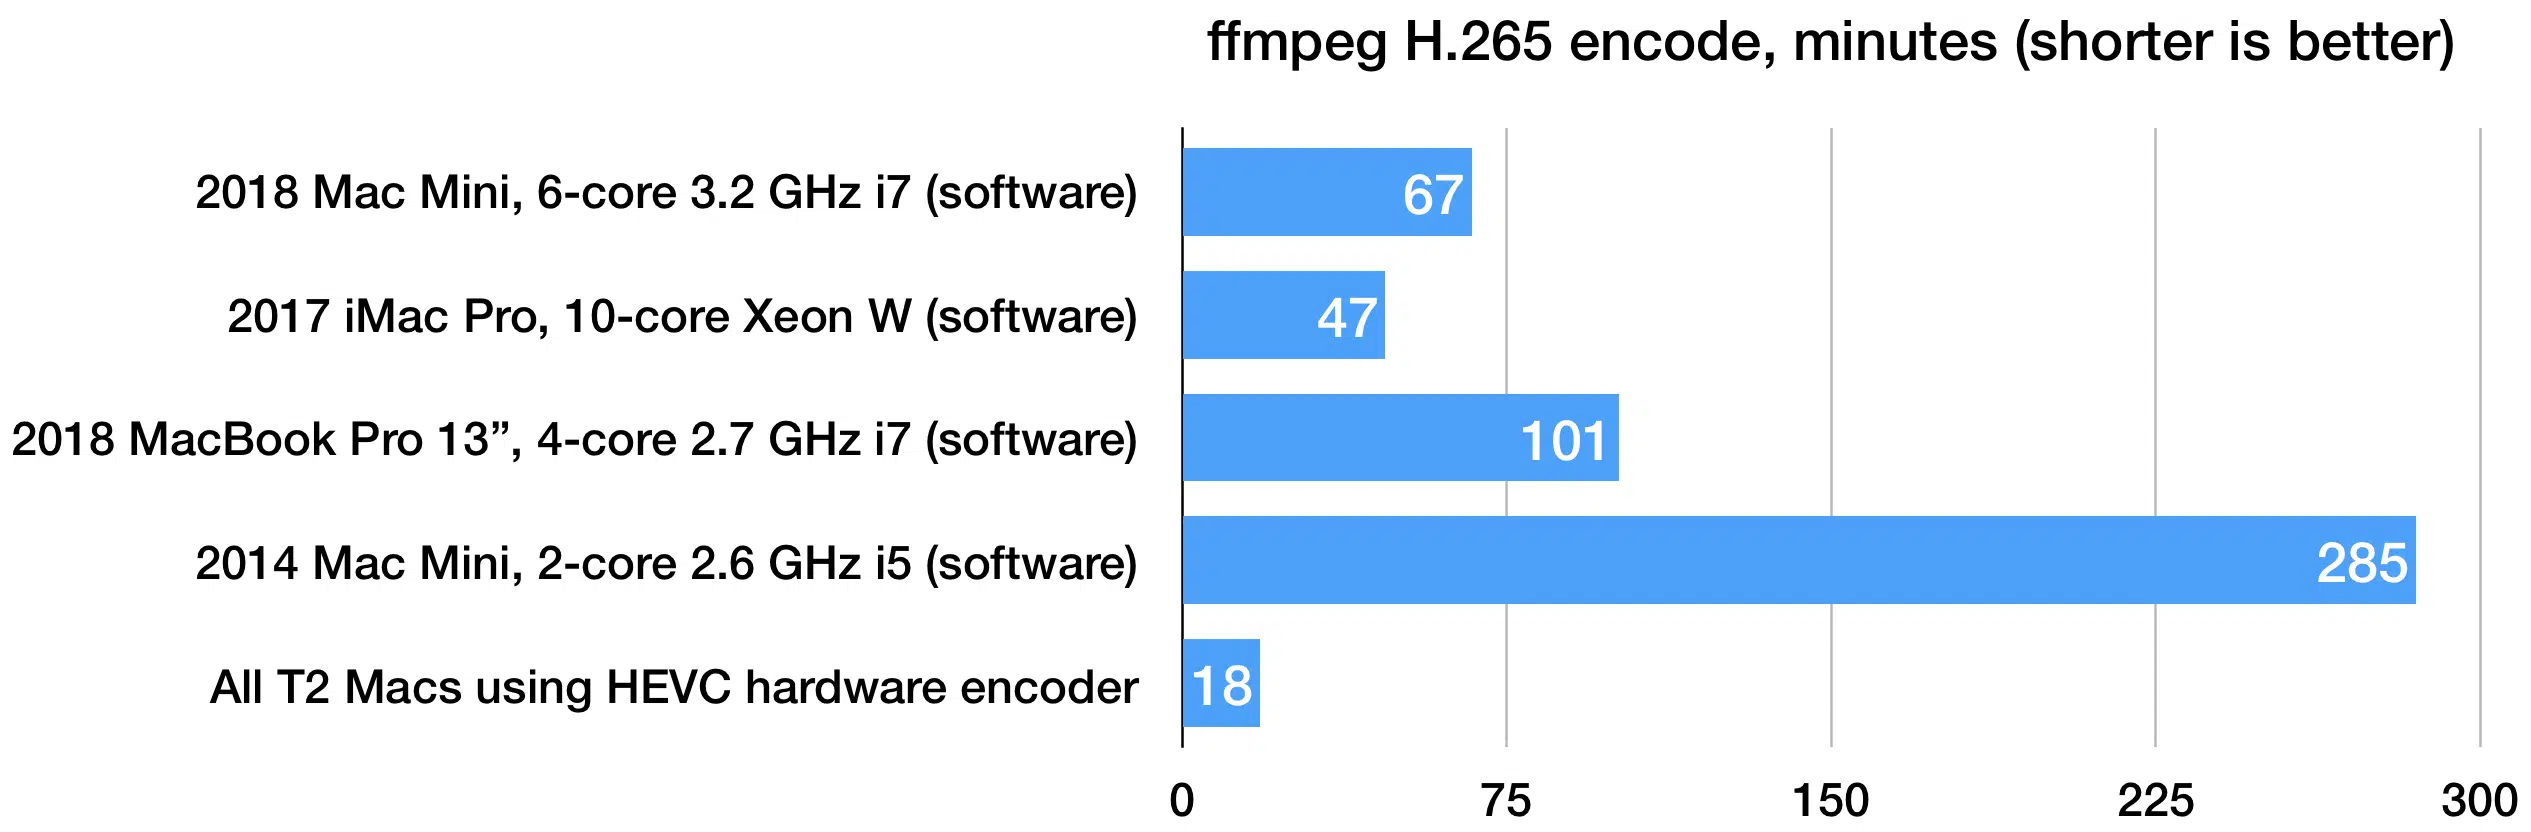 ffmpeg H.265 encode, minutes (shorter is better)
2018 Mac Mini, 6-core 3.2 GHz i7 (software)
67
2017 iMac Pro, 10-core Xeon W (software)
47
2018 MacBook Pro 13”, 4-core 2.7 GHz i7 (software)
101
2014 Mac Mini, 2-core 2.6 GHz i5 (software)
285
All T2 Macs using HEVC hardware encoder
18
0 75 150 225 300